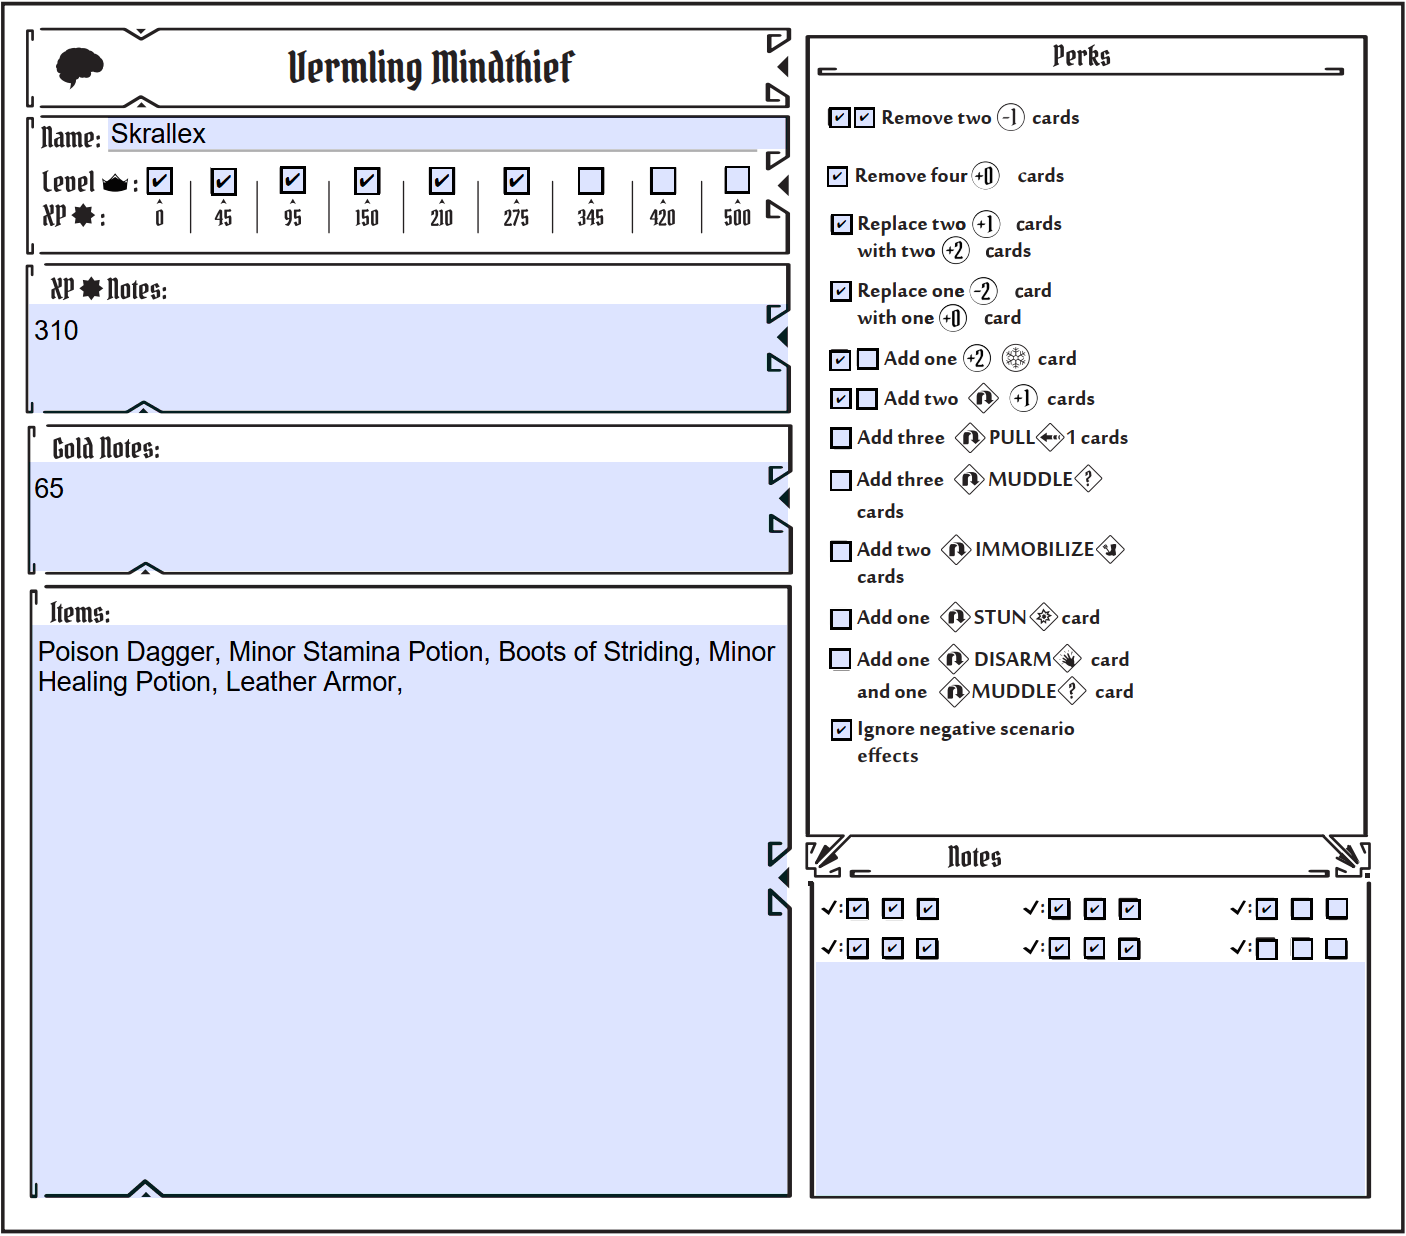 Vermling Mindthief
Name: Skrallex
Level :
XP : 0 45 95 150 210 275 345 420 500
XP Notes:
310
Gold Notes:
65
Items:
Poison Dagger, Minor Stamina Potion, Boots of Striding, Minor
Healing Potion, Leather Armor,
Perks
Remove two -1 cards
Remove four +0 cards
Replace two +1 cards
with two +2 cards
Replace one -2 card
with one +0 card
Add one +2 card
Add two +1 cards
Add three PULL 1 cards
Add three MUDDLE ?
cards
Add two IMMOBILIZE
cards
Add one STUN card
Add one DISARM card
and one MUDDLE ? card
Ignore negative scenario
effects
Notes
✓: ✓: ✓:
✓: ✓: ✓: